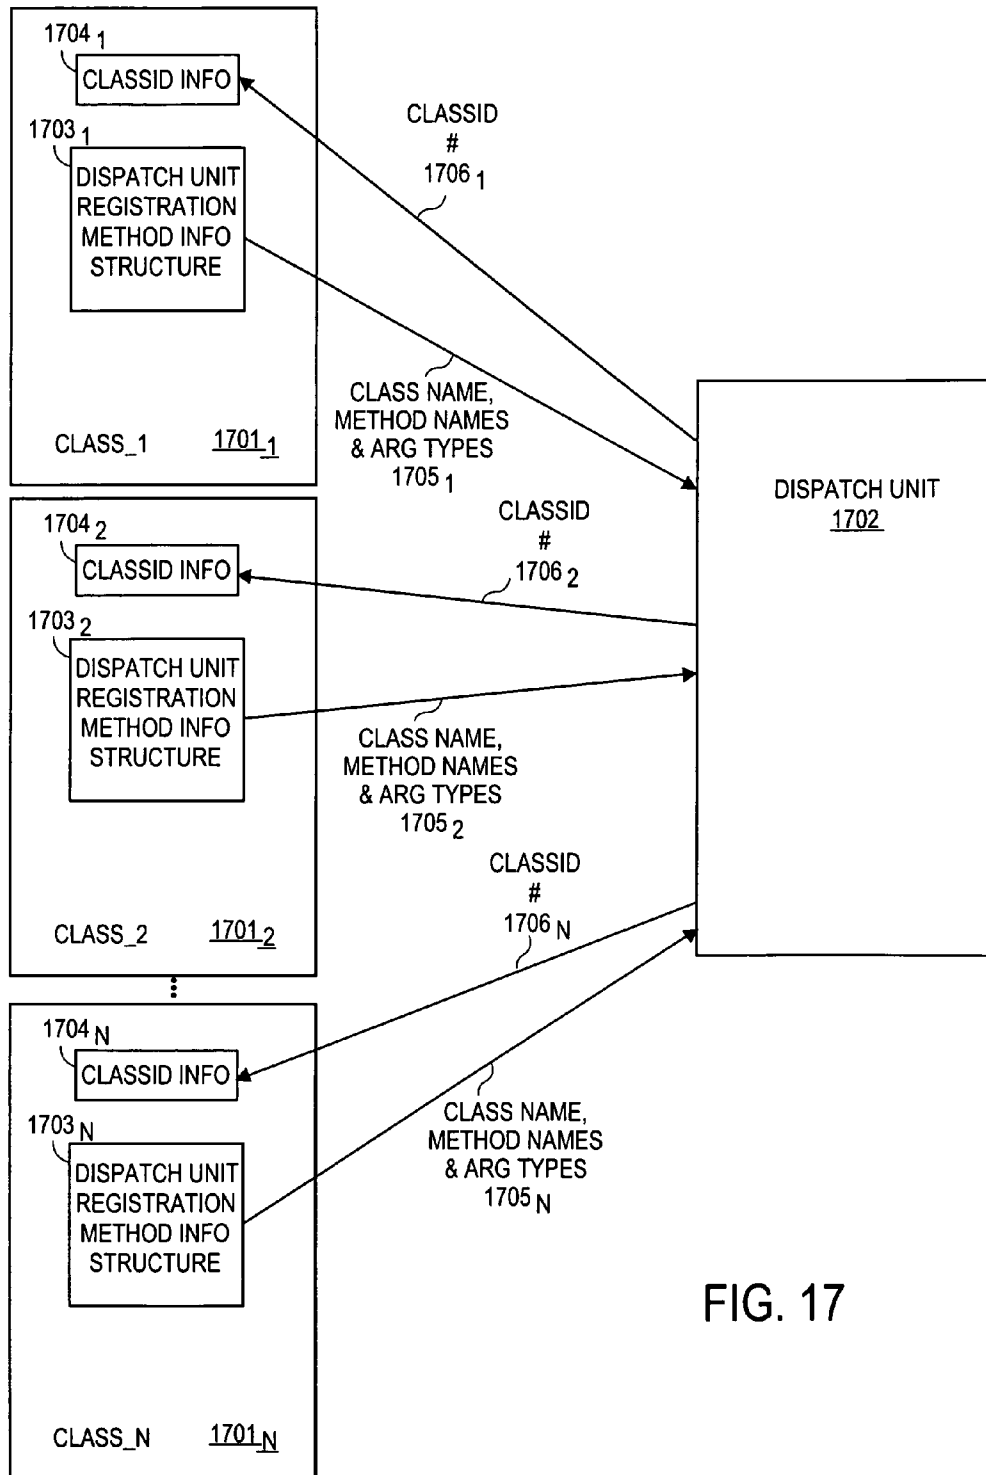 1704 1
CLASSID INFO
1703 1
DISPATCH UNIT
REGISTRATION
METHOD INFO
STRUCTURE
CLASS_1 1701 1
CLASSID
#
1706 1
CLASS NAME,
METHOD NAMES
& ARG TYPES
1705 1
DISPATCH UNIT
1702
1704 2
CLASSID INFO
1703 2
DISPATCH UNIT
REGISTRATION
METHOD INFO
STRUCTURE
CLASS_2 1701 2
CLASSID
#
1706 2
CLASS NAME,
METHOD NAMES
& ARG TYPES
1705 2
CLASSID
#
1706 N
1704 N
CLASSID INFO
1703 N
DISPATCH UNIT
REGISTRATION
METHOD INFO
STRUCTURE
CLASS_N 1701 N
CLASS NAME,
METHOD NAMES
& ARG TYPES
1705 N
FIG. 17